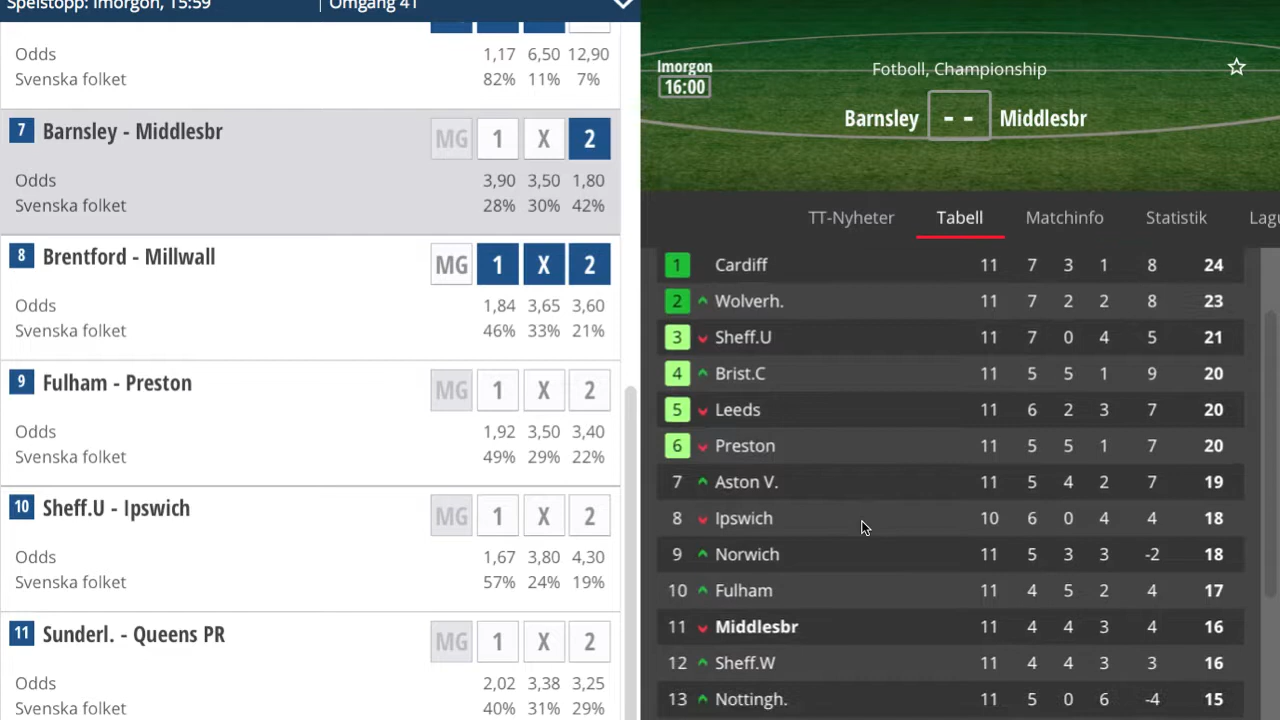 Spelstopp: Imorgon, 15:59 Omgång 41
Odds 1,17 6,50 12,90
Svenska folket 82% 11% 7%
7 Barnsley - Middlesbr MG 1 X 2
Odds 3,90 3,50 1,80
Svenska folket 28% 30% 42%
8 Brentford - Millwall MG 1 X 2
Odds 1,84 3,65 3,60
Svenska folket 46% 33% 21%
9 Fulham - Preston MG 1 X 2
Odds 1,92 3,50 3,40
Svenska folket 49% 29% 22%
10 Sheff.U - Ipswich MG 1 X 2
Odds 1,67 3,80 4,30
Svenska folket 57% 24% 19%
11 Sunderl. - Queens PR MG 1 X 2
Odds 2,02 3,38 3,25
Svenska folket 40% 31% 29%
Imorgon
16:00
Fotboll, Championship
Barnsley - - Middlesbr
TT-Nyheter Tabell Matchinfo Statistik Lagu
1 Cardiff 11 7 3 1 8 24
2 Wolverh. 11 7 2 2 8 23
3 Sheff.U 11 7 0 4 5 21
4 Brist.C 11 5 5 1 9 20
5 Leeds 11 6 2 3 7 20
6 Preston 11 5 5 1 7 20
7 Aston V. 11 5 4 2 7 19
8 Ipswich 10 6 0 4 4 18
9 Norwich 11 5 3 3 -2 18
10 Fulham 11 4 5 2 4 17
11 Middlesbr 11 4 4 3 4 16
12 Sheff.W 11 4 4 3 3 16
13 Nottingh. 11 5 0 6 -4 15